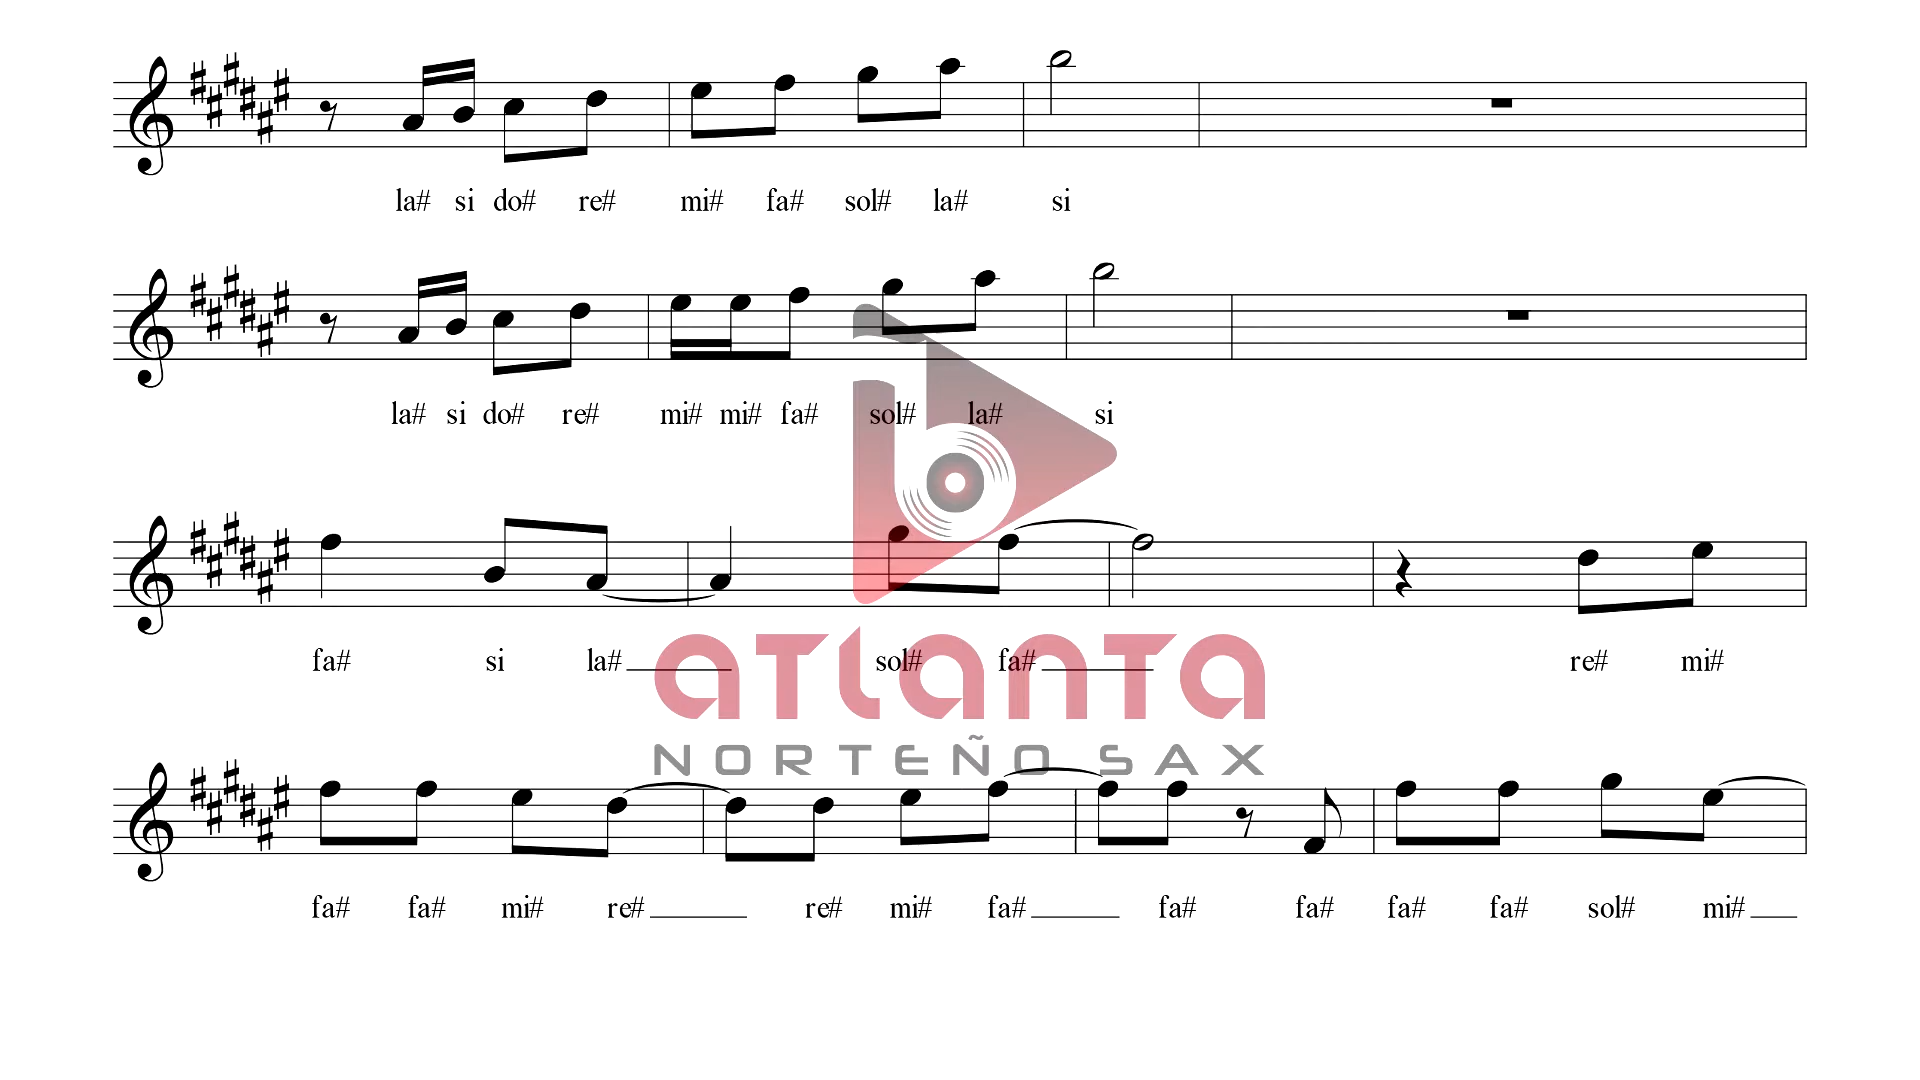 la# si do# re# mi# fa# sol# la# si
la# si do# re# mi# mi# fa# sol# la# si
fa# si la# sol# fa# re# mi#
aTLanTa
NORTEÑO SAX
fa# fa# mi# re# re# mi# fa# fa# fa# fa# fa# sol# mi#